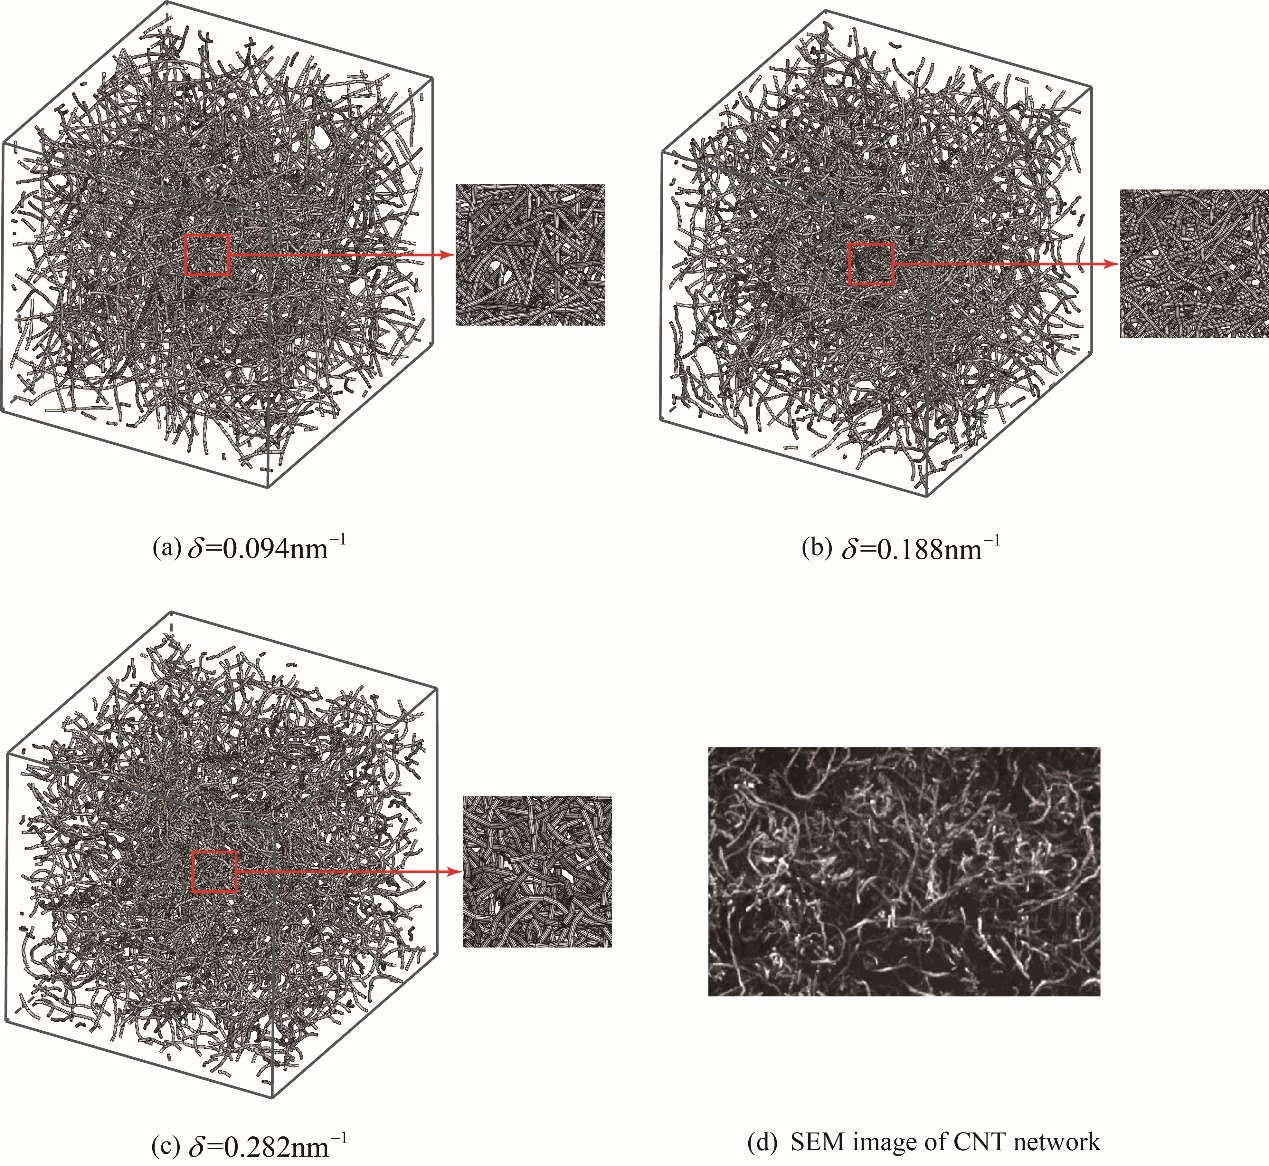 (a) δ=0.094nm⁻¹
(b) δ=0.188nm⁻¹
(c) δ=0.282nm⁻¹
(d) SEM image of CNT network